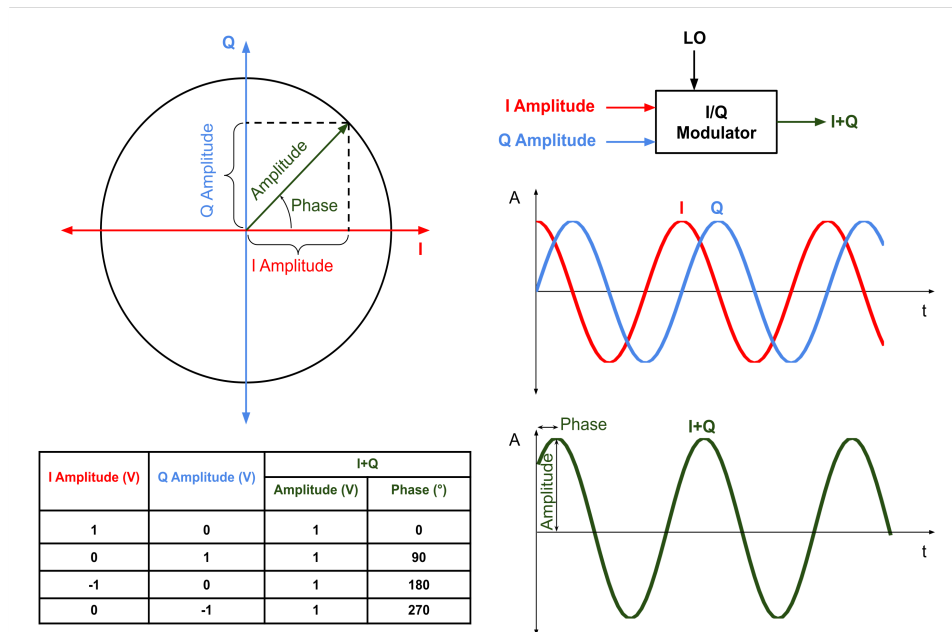 Q
Q Amplitude
Amplitude
Phase
I
I Amplitude
LO
I Amplitude
Q Amplitude
I/Q
Modulator
I+Q
A
I
Q
t
A
Phase
I+Q
Amplitude
t
I Amplitude (V)
Q Amplitude (V)
I+Q
Amplitude (V)
Phase (°)
1 0 1 0
0 1 1 90
-1 0 1 180
0 -1 1 270